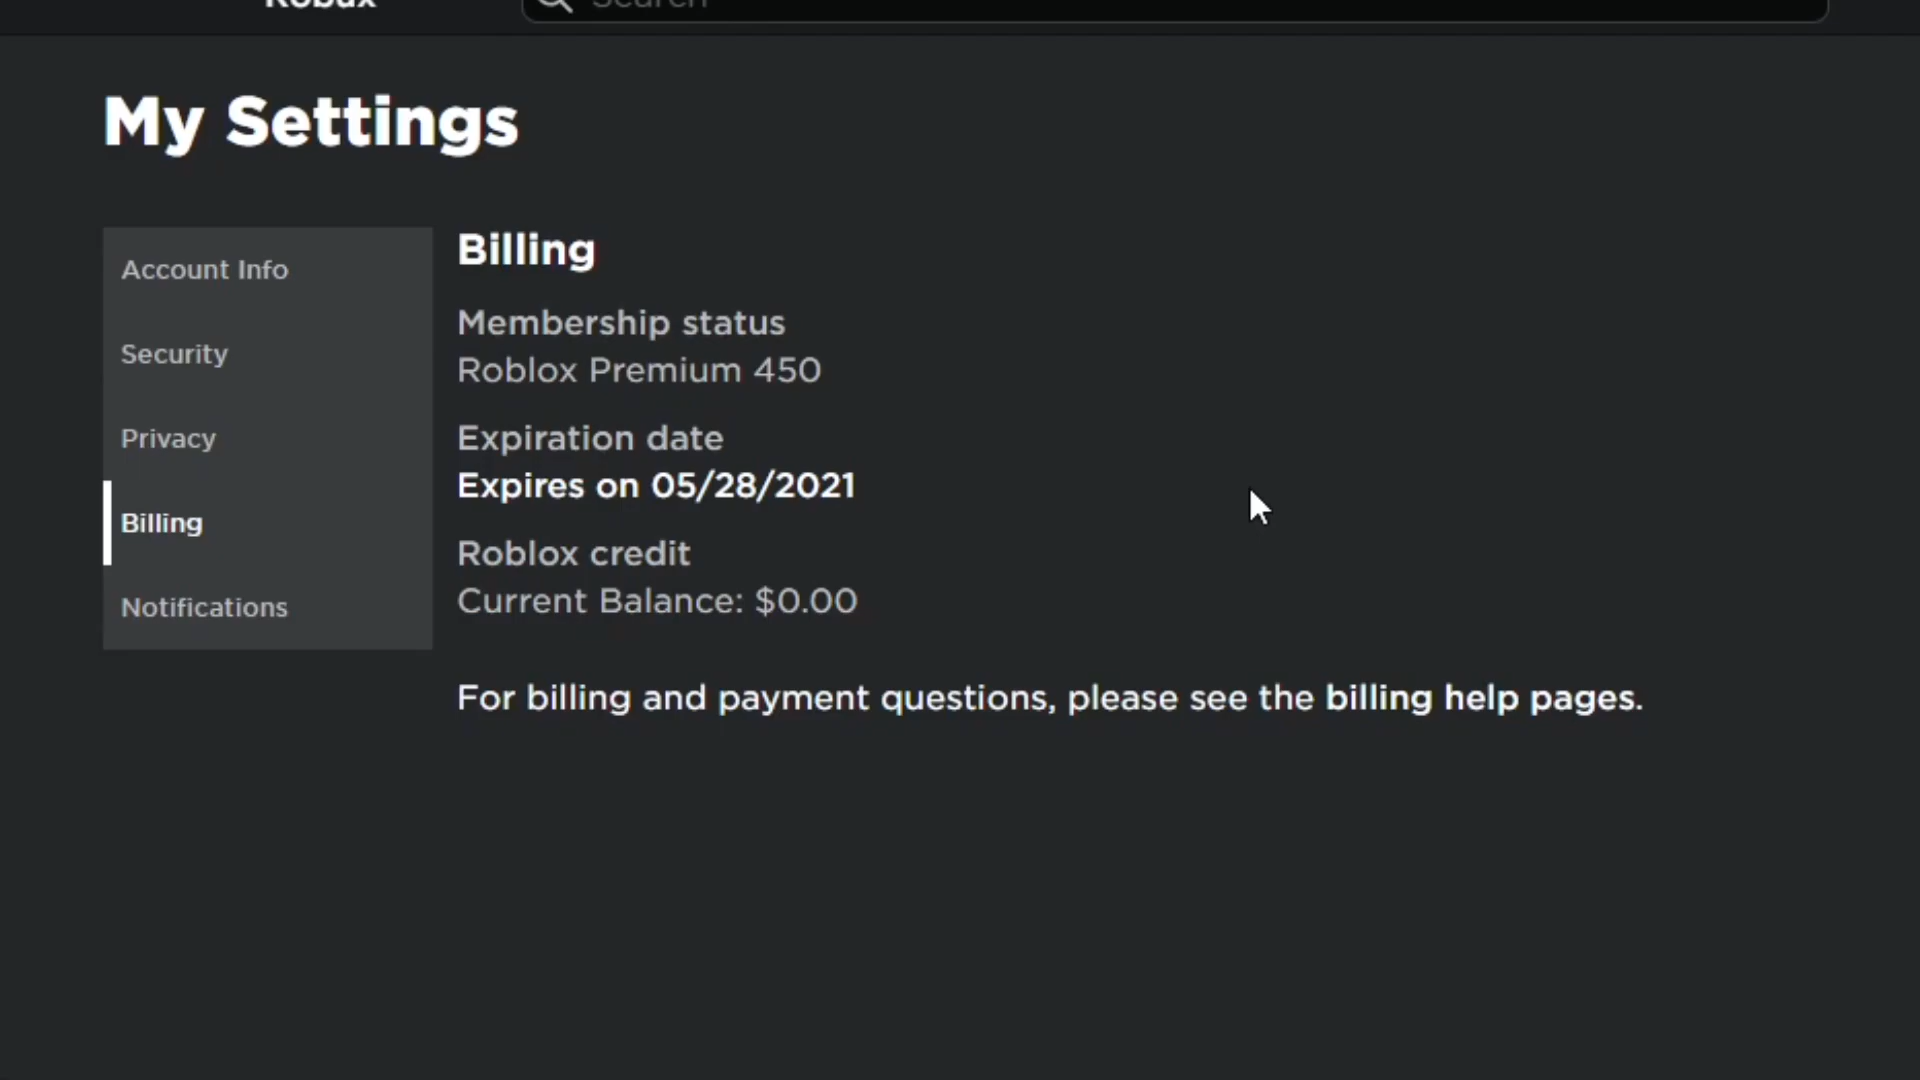 Robux
Search
My Settings
Account Info
Security
Privacy
Billing
Notifications
Billing
Membership status
Roblox Premium 450
Expiration date
Expires on 05/28/2021
Roblox credit
Current Balance: $0.00
For billing and payment questions, please see the billing help pages.